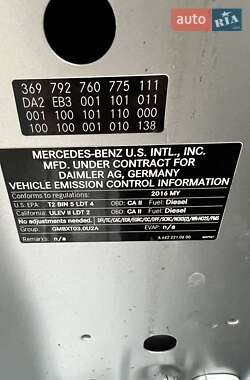 AUTO
RIA
369 792 760 775 111
DA2 EB3 001 101 011
001 100 101 110 000
100 100 001 010 138
MERCEDES-BENZ U.S. INTL., INC.
MFD. UNDER CONTRACT FOR
DAIMLER AG, GERMANY
VEHICLE EMISSION CONTROL INFORMATION
Conforms to regulations: 2016 MY
U.S. EPA: T2 BIN 5 LDT 4 OBD: CA II Fuel: Diesel
California: ULEV II LDT 2 OBD: CA II Fuel: Diesel
No adjustments needed.
Group: GMBXT03.0U2A EVAP: n/a
Remarks: n/a